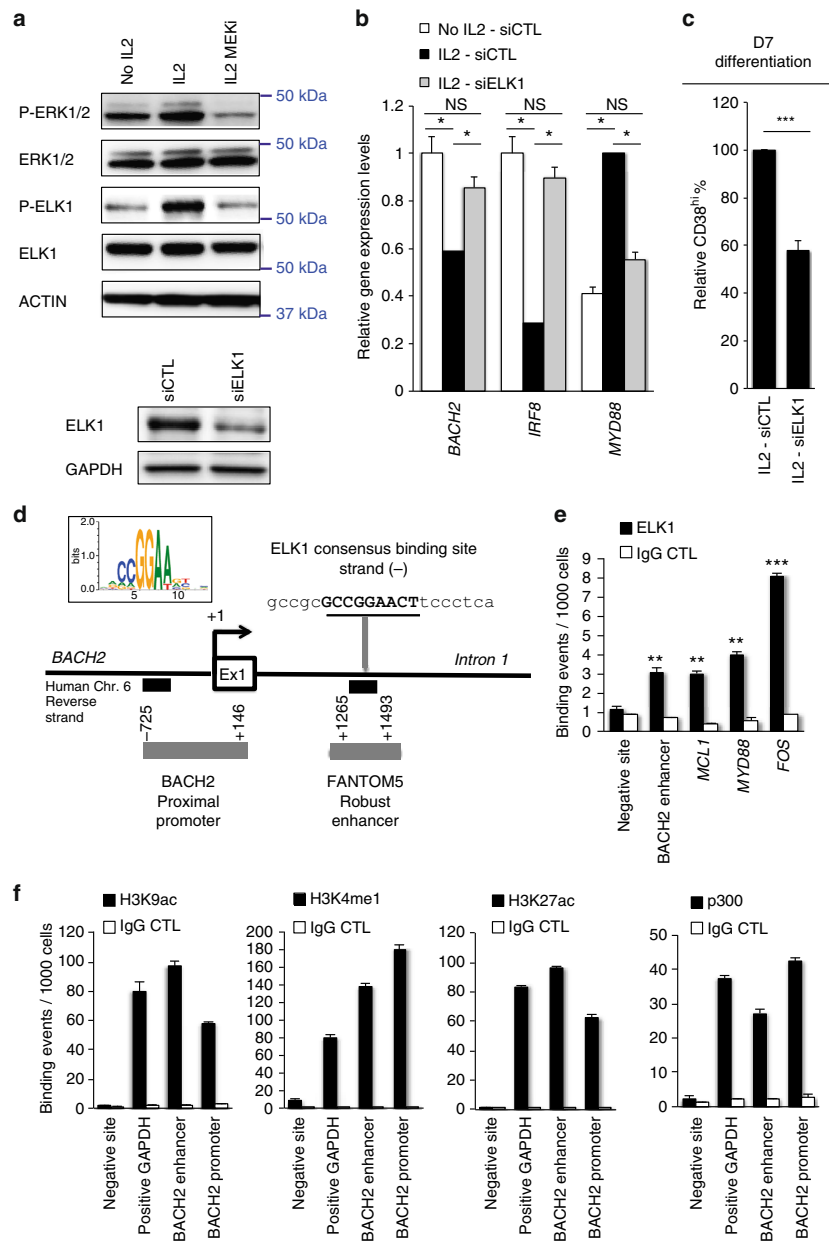 a
No IL2
IL2
IL2 MEKi
P-ERK1/2
50 kDa
ERK1/2
50 kDa
P-ELK1
50 kDa
ELK1
50 kDa
ACTIN
37 kDa
siCTL
siELK1
ELK1
GAPDH
b
No IL2 - siCTL
IL2 - siCTL
IL2 - siELK1
Relative gene expression levels
1.2
1
0.8
0.6
0.4
0.2
0
NS
NS
NS
* * *
* * *
BACH2
IRF8
MYD88
c
D7
differentiation
***
Relative CD38hi %
120
100
80
60
40
20
0
IL2 - siCTL
IL2 - siELK1
d
2.0
1.0
0.0
bits
5
10
CCGGAA
ELK1 consensus binding site
strand (–)
gccgcGCCGGAACTtccctca
+1
BACH2
Ex1
Intron 1
Human Chr. 6
Reverse
strand
–725
+146
+1265
+1493
BACH2
Proximal
promoter
FANTOM5
Robust
enhancer
e
ELK1
IgG CTL
Binding events / 1000 cells
9
8
7
6
5
4
3
2
1
0
**
**
**
***
Negative site
BACH2 enhancer
MCL1
MYD88
FOS
f
H3K9ac
IgG CTL
Binding events / 1000 cells
120
100
80
60
40
20
0
Negative site
Positive GAPDH
BACH2 enhancer
BACH2 promoter
H3K4me1
IgG CTL
200
180
160
140
120
100
80
60
40
20
0
Negative site
Positive GAPDH
BACH2 enhancer
BACH2 promoter
H3K27ac
IgG CTL
120
100
80
60
40
20
0
Negative site
Positive GAPDH
BACH2 enhancer
BACH2 promoter
p300
IgG CTL
50
40
30
20
10
0
Negative site
Positive GAPDH
BACH2 enhancer
BACH2 promoter